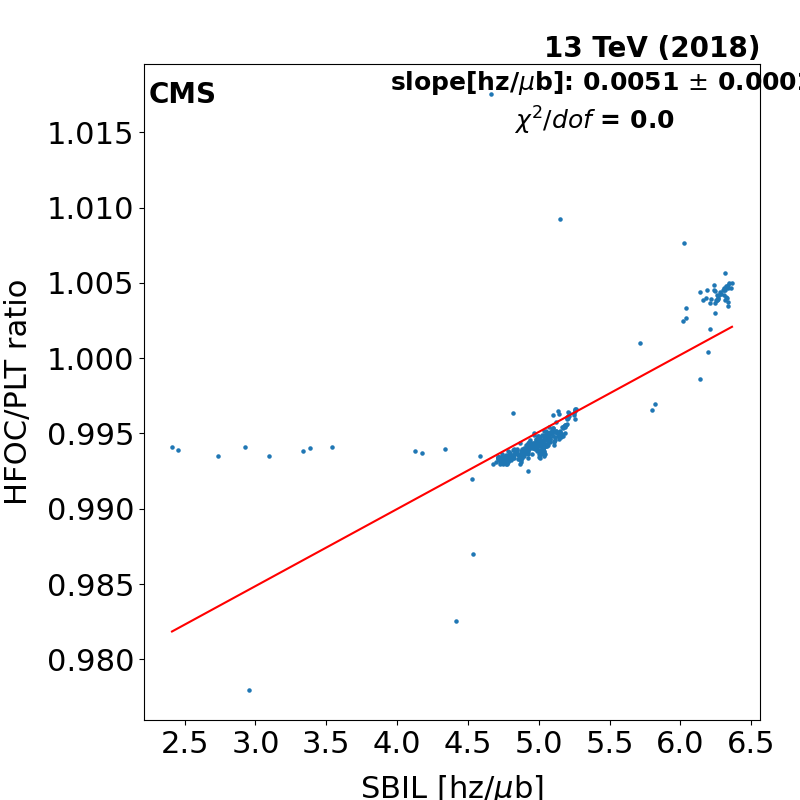 13 TeV (2018)
CMS
slope[hz/μb]: 0.0051 ± 0.000
χ²/dof = 0.0
1.015
1.010
1.005
1.000
0.995
0.990
0.985
0.980
HFOC/PLT ratio
2.5 3.0 3.5 4.0 4.5 5.0 5.5 6.0 6.5
SBIL [hz/μb]